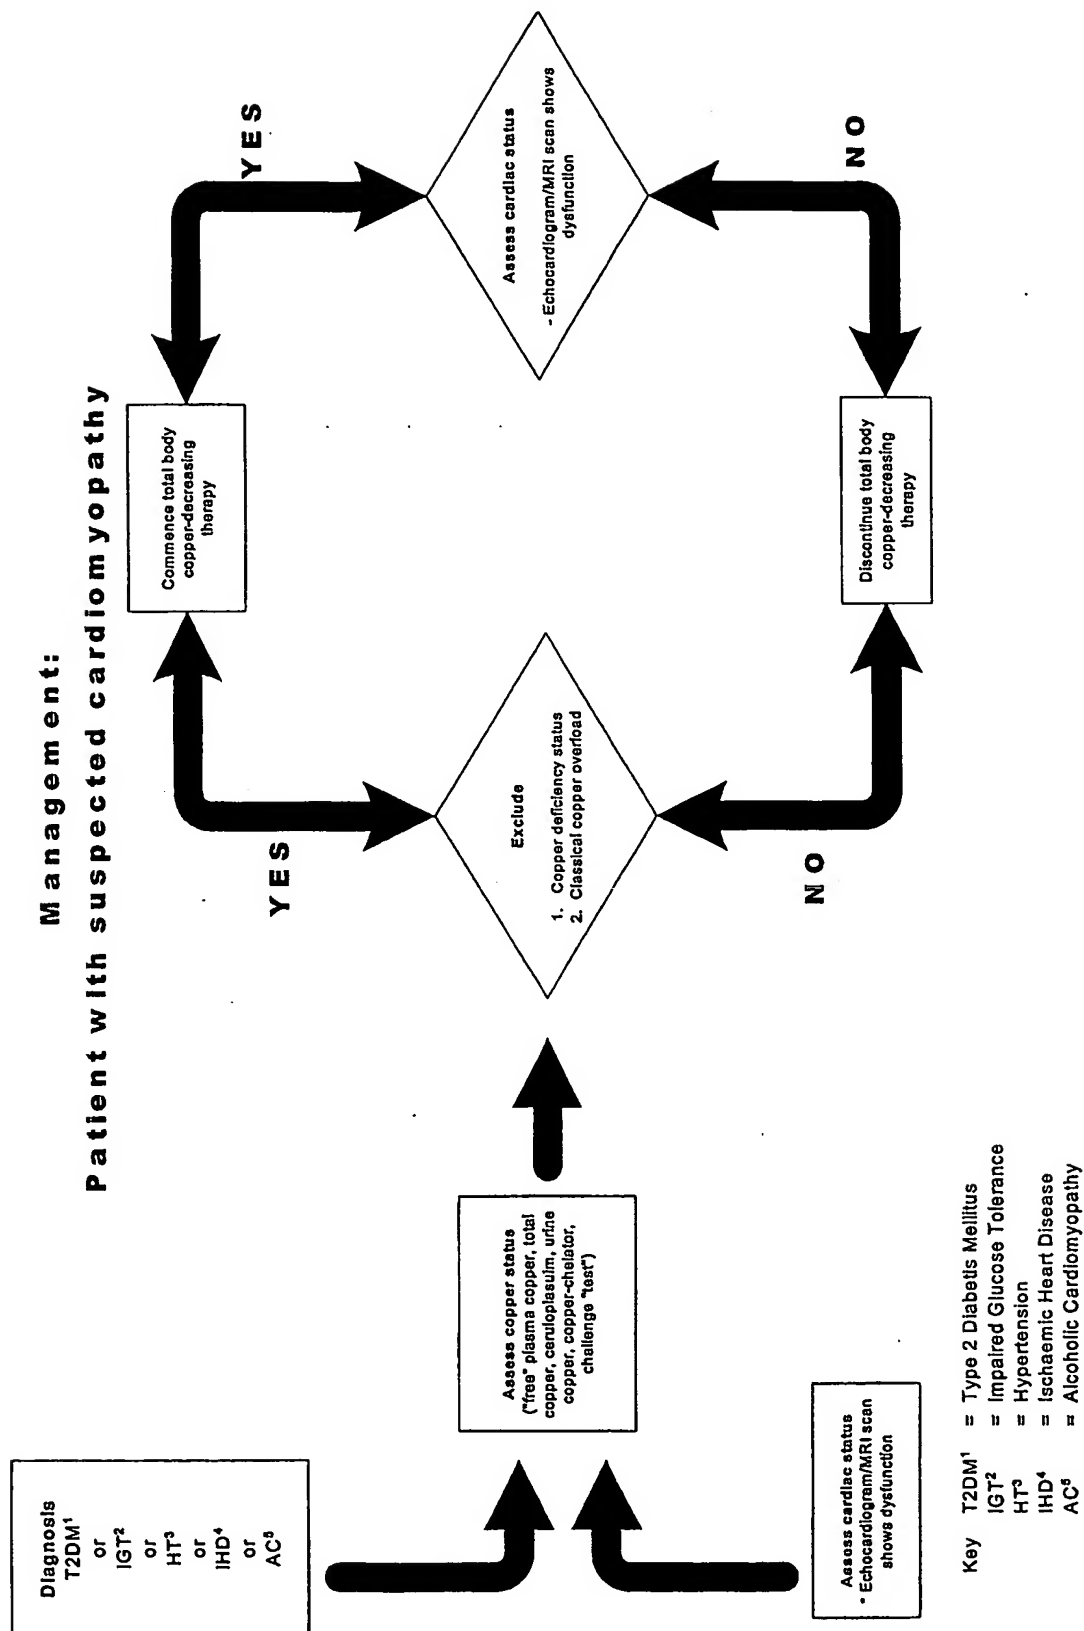 Management:
Patient with suspected cardiomyopathy
Diagnosis
T2DM¹
or
IGT²
or
HT³
or
IHD⁴
or
AC⁵
Assess cardiac status
* Echocardiogram/MRI scan
shows dysfunction
Assess copper status
("free" plasma copper, total
copper, caruloplasulm, urine
copper, copper-chelator,
challenge "test")
Exclude
1. Copper deficiency status
2. Classical copper overload
YES
NO
Commence total body
copper-decreasing
therapy
Discontinue total body
copper-decreasing
therapy
YES
NO
Assess cardiac status
- Echocardiogram/MRI scan shows
dysfunction
Key T2DM¹ = Type 2 Diabetis Mellitus
IGT² = Impaired Glucose Tolerance
HT³ = Hypertension
IHD⁴ = Ischaemic Heart Disease
AC⁵ = Alcoholic Cardiomyopathy